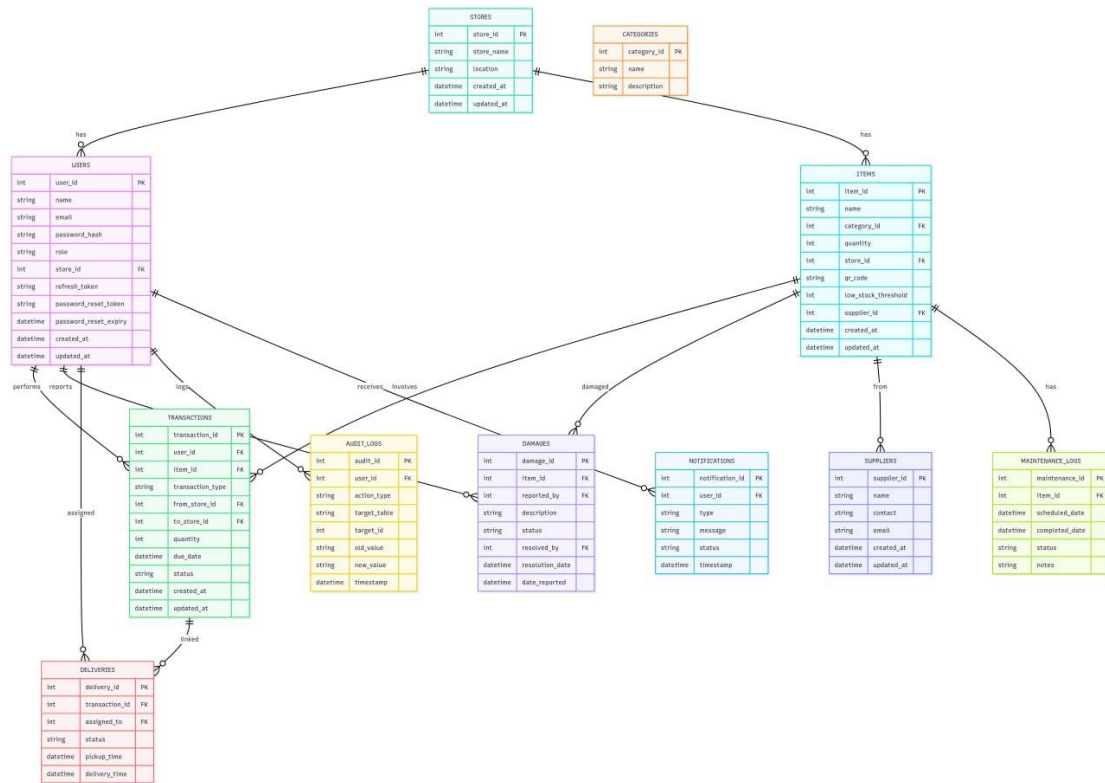 STORES
int store_id PK
string store_name
string location
datetime created_at
datetime updated_at
CATEGORIES
int category_id PK
string name
string description
has
has
USERS
int user_id PK
string name
string email
string password_hash
string role
int store_id FK
string refresh_token
string password_reset_token
datetime password_reset_expiry
datetime created_at
datetime updated_at
ITEMS
int item_id PK
string name
int category_id FK
int quantity
int store_id FK
string qr_code
int low_stock_threshold
int supplier_id FK
datetime created_at
datetime updated_at
performs
reports
logs
receives
involves
damaged
from
has
TRANSACTIONS
int transaction_id PK
int user_id FK
int item_id FK
string transaction_type
int from_store_id FK
int to_store_id FK
int quantity
datetime due_date
string status
datetime created_at
datetime updated_at
AUDIT_LOGS
int audit_id PK
int user_id FK
string action_type
string target_table
int target_id
string old_value
string new_value
datetime timestamp
DAMAGES
int damage_id PK
int item_id FK
int reported_by FK
string description
string status
int resolved_by FK
datetime resolution_date
datetime date_reported
NOTIFICATIONS
int notification_id PK
int user_id FK
string type
string message
string status
datetime timestamp
SUPPLIERS
int supplier_id PK
string name
string contact
string email
datetime created_at
datetime updated_at
MAINTENANCE_LOGS
int maintenance_id PK
int item_id FK
datetime scheduled_date
datetime completed_date
string status
string notes
assigned
linked
DELIVERIES
int delivery_id PK
int transaction_id FK
int assigned_to FK
string status
datetime pickup_time
datetime delivery_time